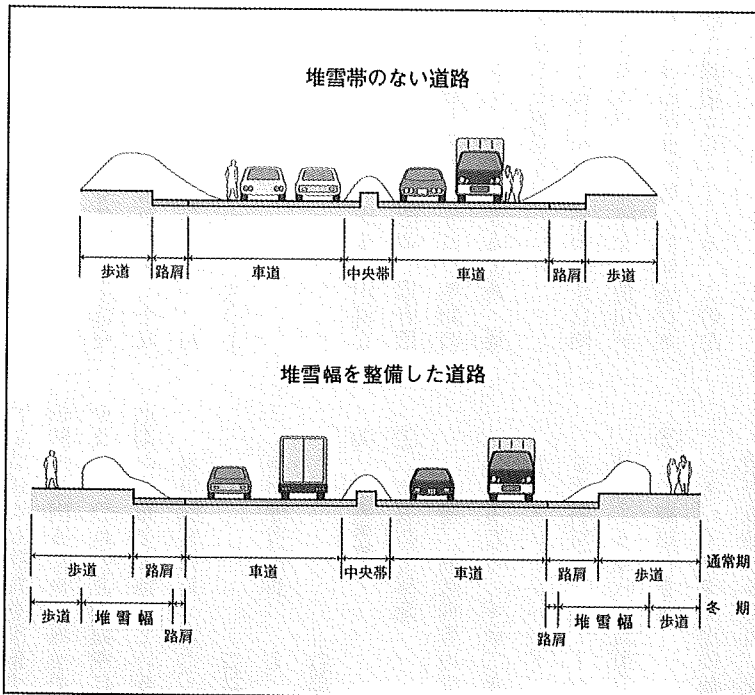 堆雪帯のない道路
歩道 路肩 車道 中央帯 車道 路肩 歩道
堆雪幅を整備した道路
歩道 路肩 車道 中央帯 車道 路肩 歩道 通常期
歩道 堆雪幅 路肩 路肩 堆雪幅 歩道 冬期